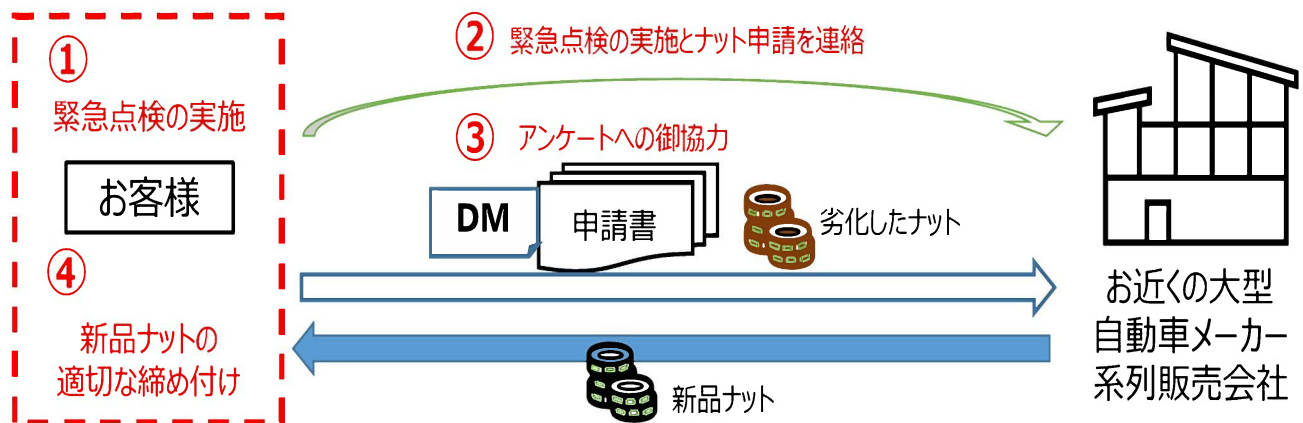 ①
緊急点検の実施
お客様
④
新品ナットの
適切な締め付け
② 緊急点検の実施とナット申請を連絡
③ アンケートへの御協力
DM
申請書
劣化したナット
新品ナット
お近くの大型
自動車メーカー
系列販売会社